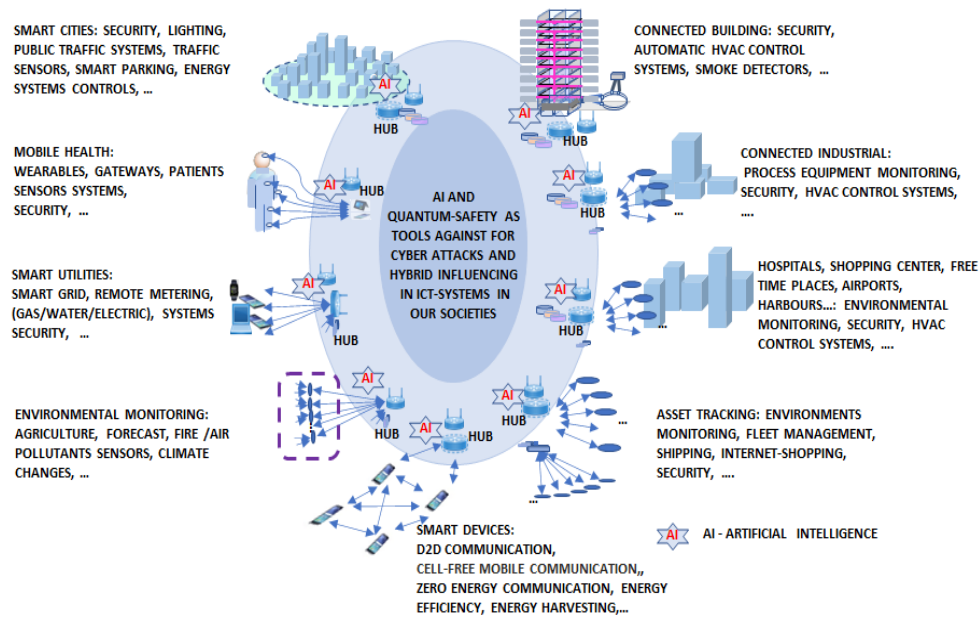 SMART CITIES: SECURITY, LIGHTING,
PUBLIC TRAFFIC SYSTEMS, TRAFFIC
SENSORS, SMART PARKING, ENERGY
SYSTEMS CONTROLS, ...
AI
HUB
CONNECTED BUILDING: SECURITY,
AUTOMATIC HVAC CONTROL
SYSTEMS, SMOKE DETECTORS, ...
AI
HUB
MOBILE HEALTH:
WEARABLES, GATEWAYS, PATIENTS
SENSORS SYSTEMS,
SECURITY, ...
AI
HUB
AI AND
QUANTUM-SAFETY AS
TOOLS AGAINST FOR
CYBER ATTACKS AND
HYBRID INFLUENCING
IN ICT-SYSTEMS IN
OUR SOCIETIES
AI
HUB
...
CONNECTED INDUSTRIAL:
PROCESS EQUIPMENT MONITORING,
SECURITY, HVAC CONTROL SYSTEMS,
....
SMART UTILITIES:
SMART GRID, REMOTE METERING,
(GAS/WATER/ELECTRIC), SYSTEMS
SECURITY, ...
AI
HUB
AI
HUB
...
HOSPITALS, SHOPPING CENTER, FREE
TIME PLACES, AIRPORTS,
HARBOURS...: ENVIRONMENTAL
MONITORING, SECURITY, HVAC
CONTROL SYSTEMS, ....
ENVIRONMENTAL MONITORING:
AGRICULTURE, FORECAST, FIRE /AIR
POLLUTANTS SENSORS, CLIMATE
CHANGES, ...
AI
HUB
AI
HUB
AI
HUB
...
...
ASSET TRACKING: ENVIRONMENTS
MONITORING, FLEET MANAGEMENT,
SHIPPING, INTERNET-SHOPPING,
SECURITY, ....
SMART DEVICES:
D2D COMMUNICATION,
CELL-FREE MOBILE COMMUNICATION,,
ZERO ENERGY COMMUNICATION, ENERGY
EFFICIENCY, ENERGY HARVESTING,...
AI
AI - ARTIFICIAL INTELLIGENCE